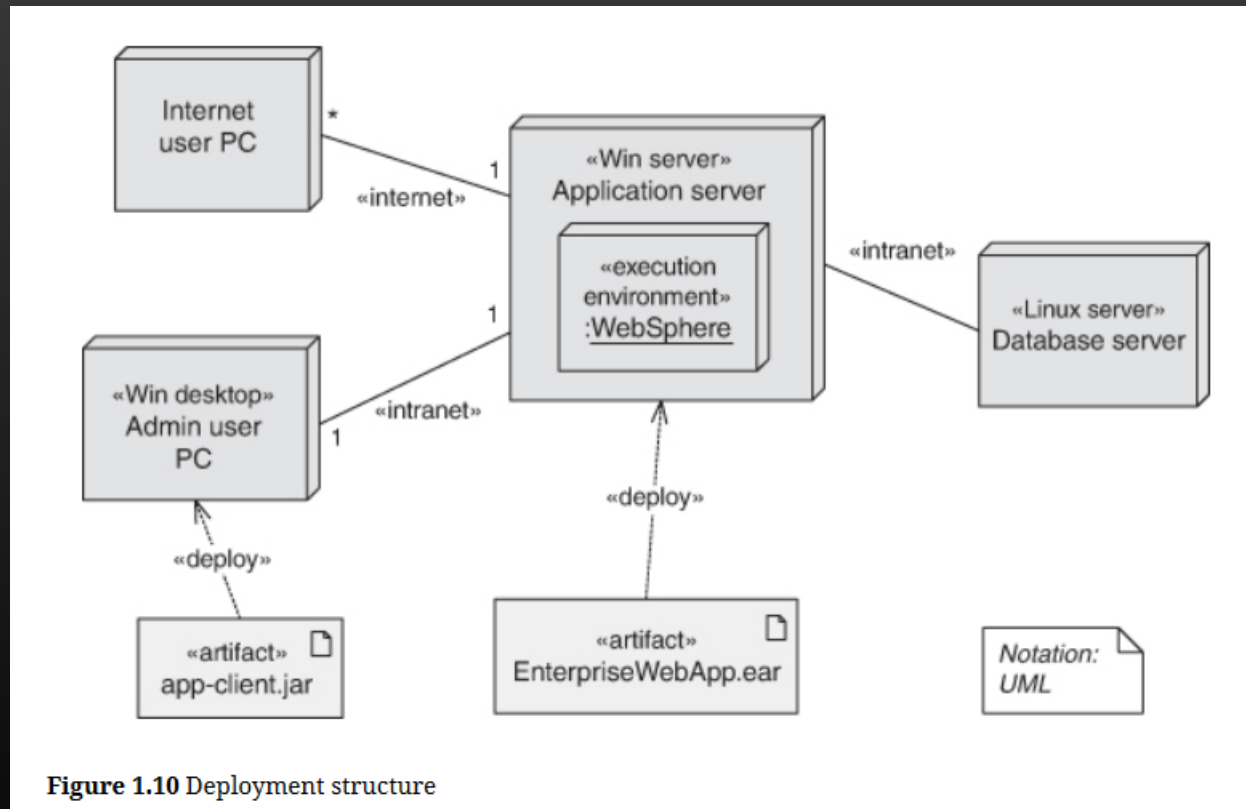 Internet
user PC
*
1
«internet»
«Win server»
Application server
«execution
environment»
:WebSphere
«intranet»
«Linux server»
Database server
1
«Win desktop»
Admin user
PC
1
«intranet»
«deploy»
«deploy»
«artifact»
app-client.jar
«artifact»
EnterpriseWebApp.ear
Notation:
UML
Figure 1.10 Deployment structure